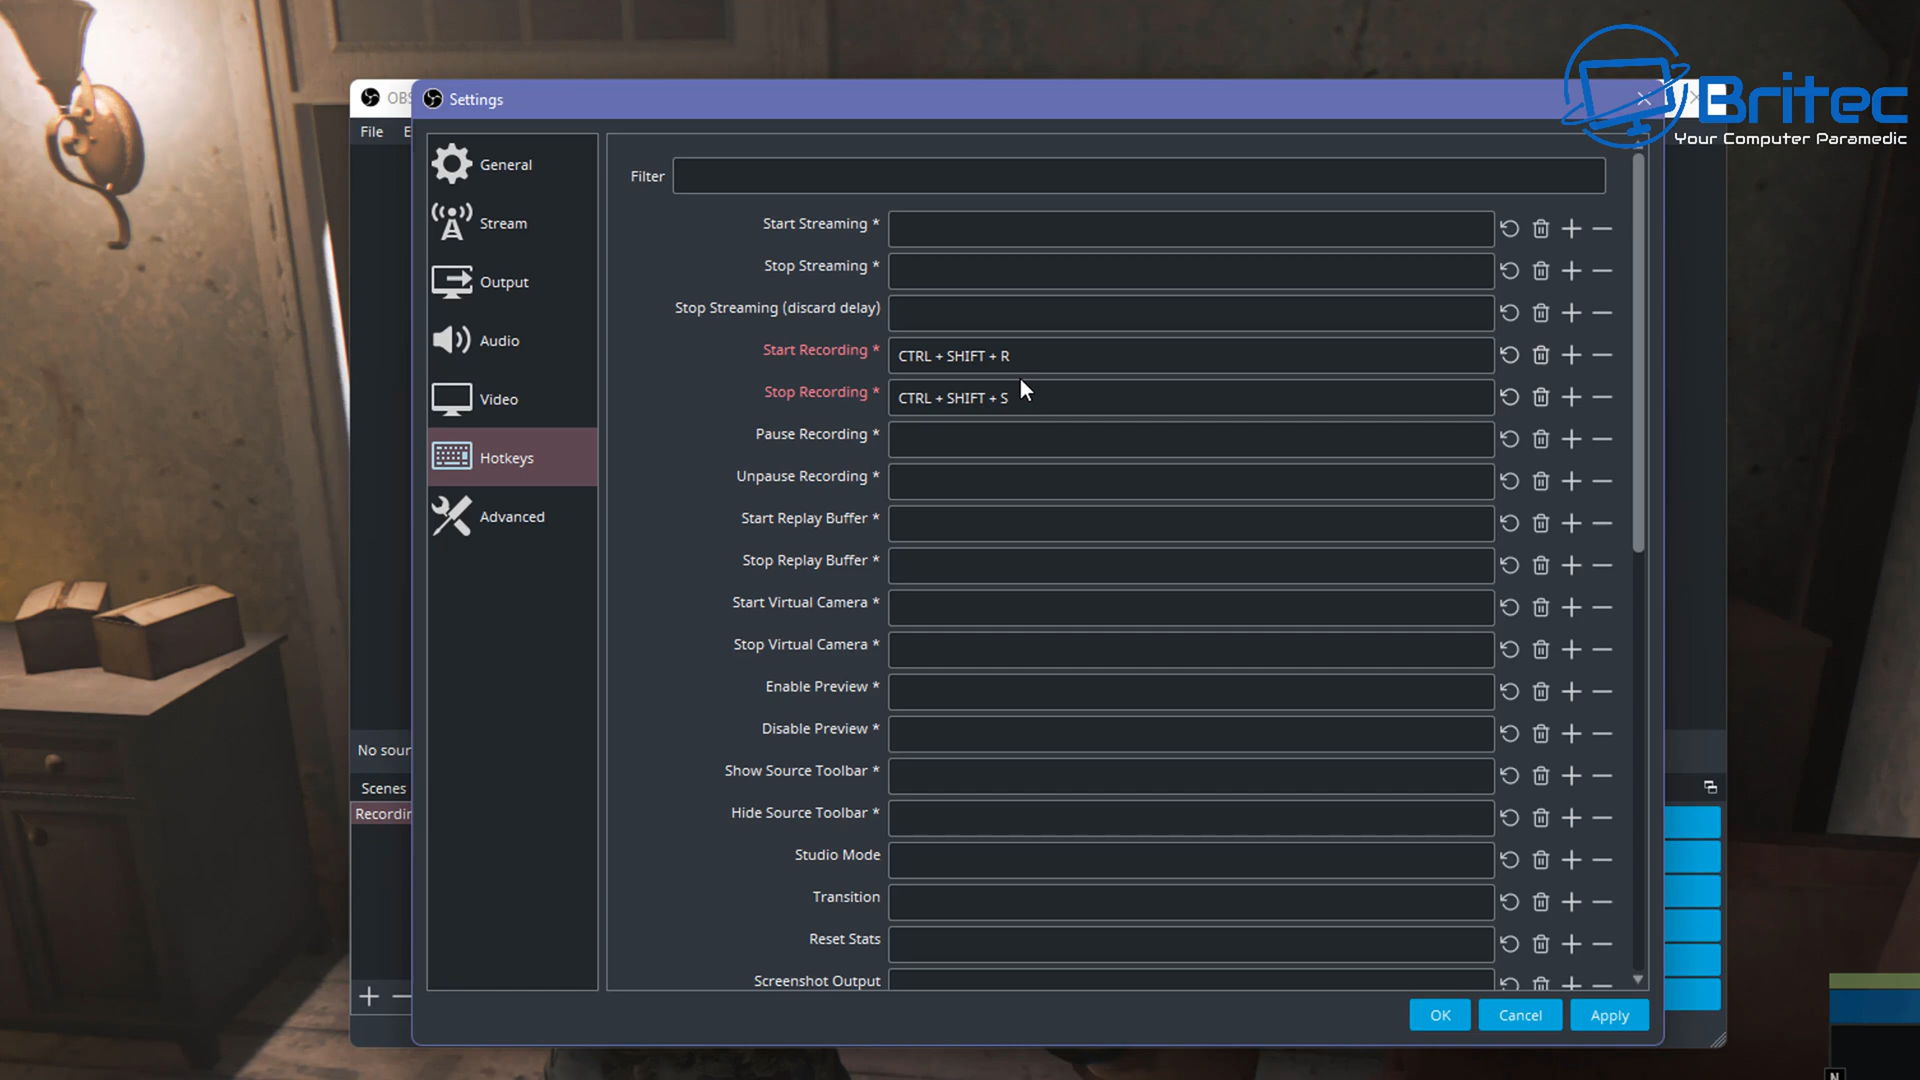 Britec
Your Computer Paramedic
OBS
Settings
File
E
General
Stream
Output
Audio
Video
Hotkeys
Advanced
Filter
Start Streaming *
Stop Streaming *
Stop Streaming (discard delay)
Start Recording * CTRL + SHIFT + R
Stop Recording * CTRL + SHIFT + S
Pause Recording *
Unpause Recording *
Start Replay Buffer *
Stop Replay Buffer *
Start Virtual Camera *
Stop Virtual Camera *
Enable Preview *
Disable Preview *
Show Source Toolbar *
Hide Source Toolbar *
Studio Mode
Transition
Reset Stats
Screenshot Output
No sour
Scenes
Recordin
OK Cancel Apply
N